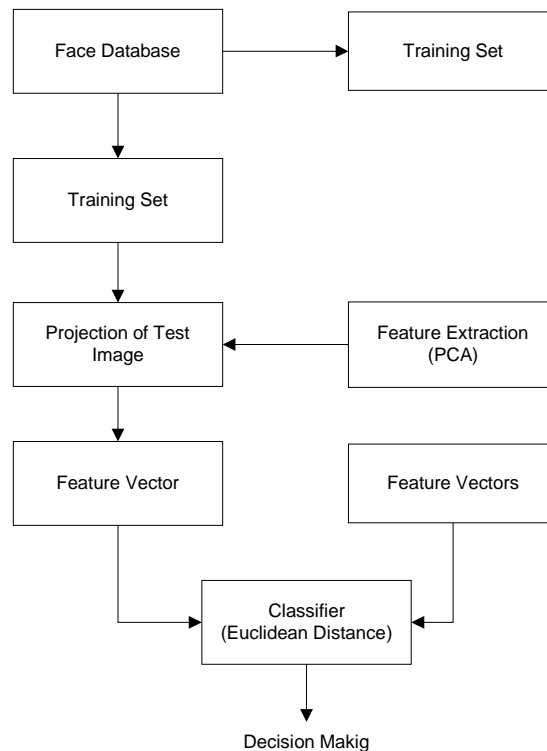 Face Database
Training Set
Training Set
Projection of Test
Image
Feature Extraction
(PCA)
Feature Vector
Feature Vectors
Classifier
(Euclidean Distance)
Decision Makig